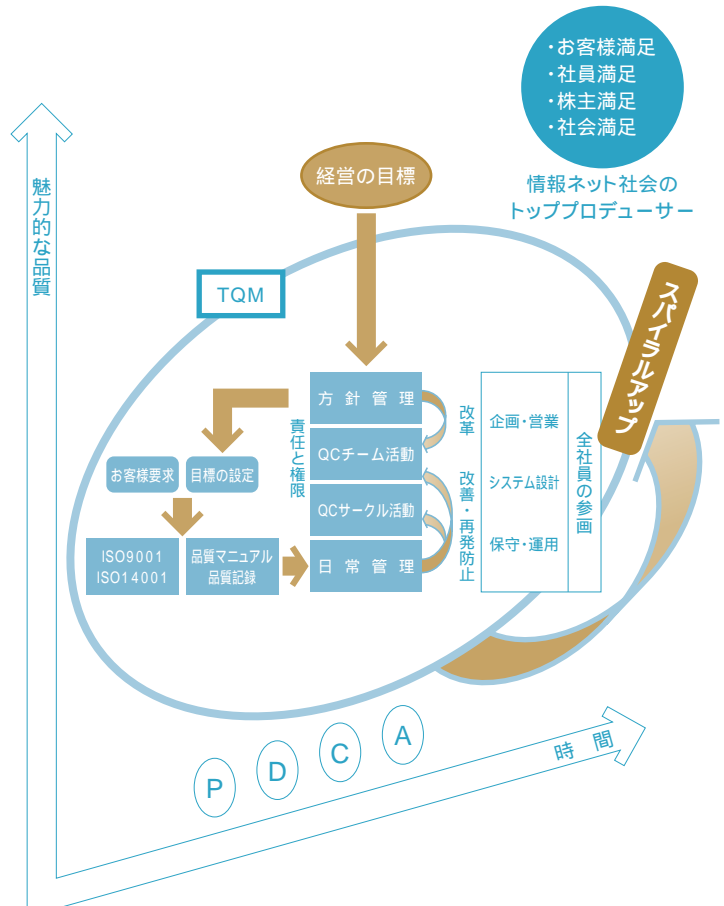 ・お客様満足
・社員満足
・株主満足
・社会満足
情報ネット社会の
トッププロデューサー
魅力的な品質
経営の目標
TQM
スパイラルアップ
方針管理
QCチーム活動
QCサークル活動
日常管理
責任と権限
お客様要求
目標の設定
ISO9001
ISO14001
品質マニュアル
品質記録
改革
改善・再発防止
企画・営業
システム設計
保守・運用
全社員の参画
P
D
C
A
時間